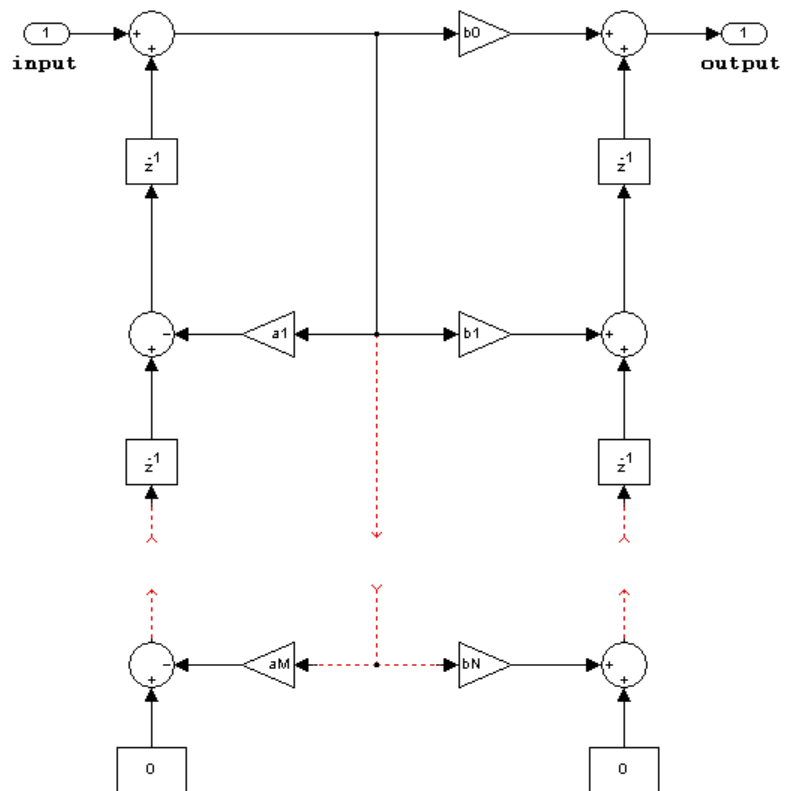 1 + + b0 + + 1
input output
z-1 z-1
- + a1 b1 + +
z-1 z-1
- + aM bN + +
0 0